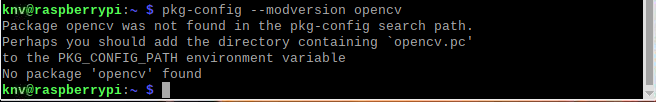 knv@raspberrypi:~ $ pkg-config --modversion opencv
Package opencv was not found in the pkg-config search path.
Perhaps you should add the directory containing `opencv.pc'
to the PKG_CONFIG_PATH environment variable
No package 'opencv' found
knv@raspberrypi:~ $